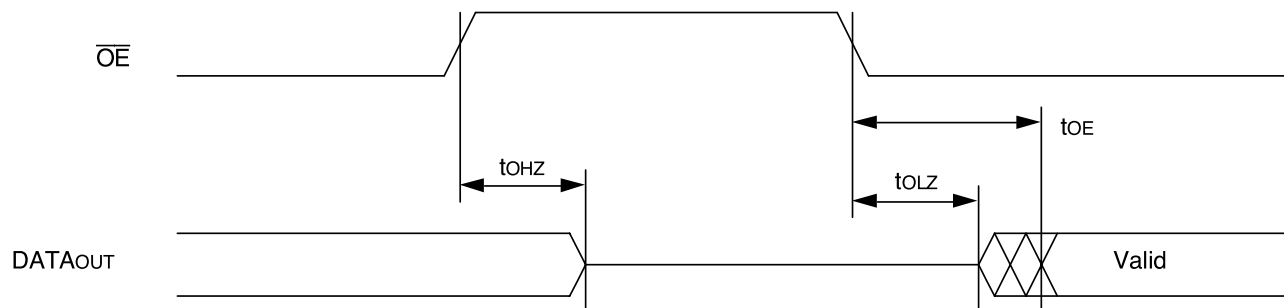 OE
tOE
tOHZ
tOLZ
DATAOUT
Valid